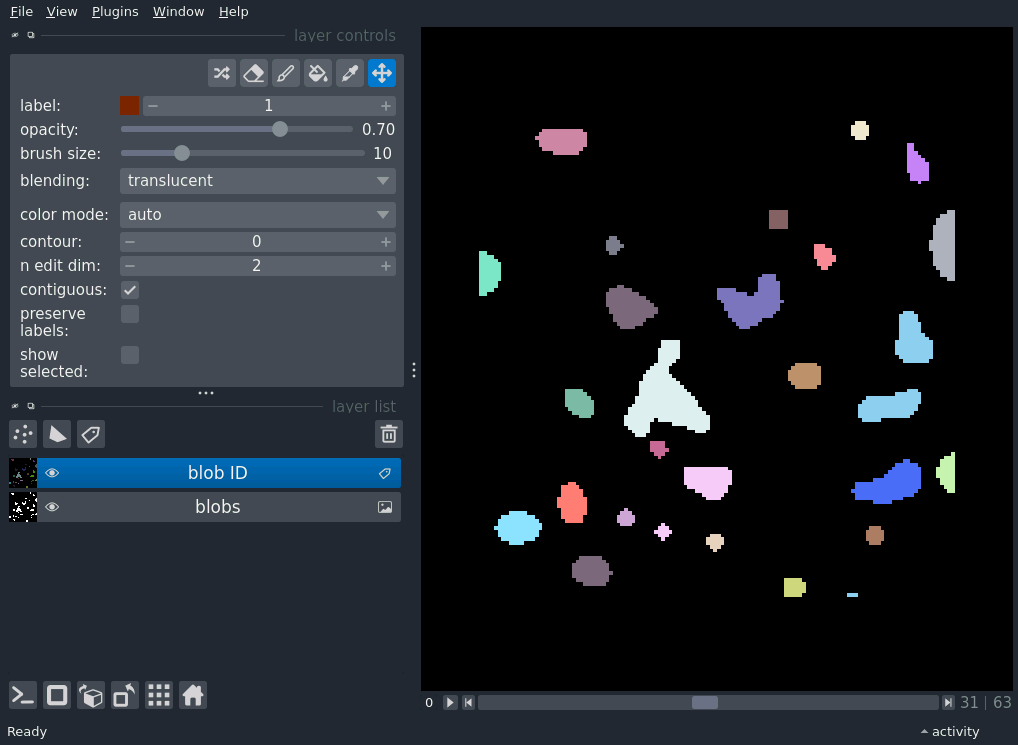 File View Plugins Window Help
layer controls
label: 1
opacity: 0.70
brush size: 10
blending: translucent
color mode: auto
contour: 0
n edit dim: 2
contiguous:
preserve
labels:
show
selected:
layer list
blob ID
blobs
0 31 | 63
Ready activity